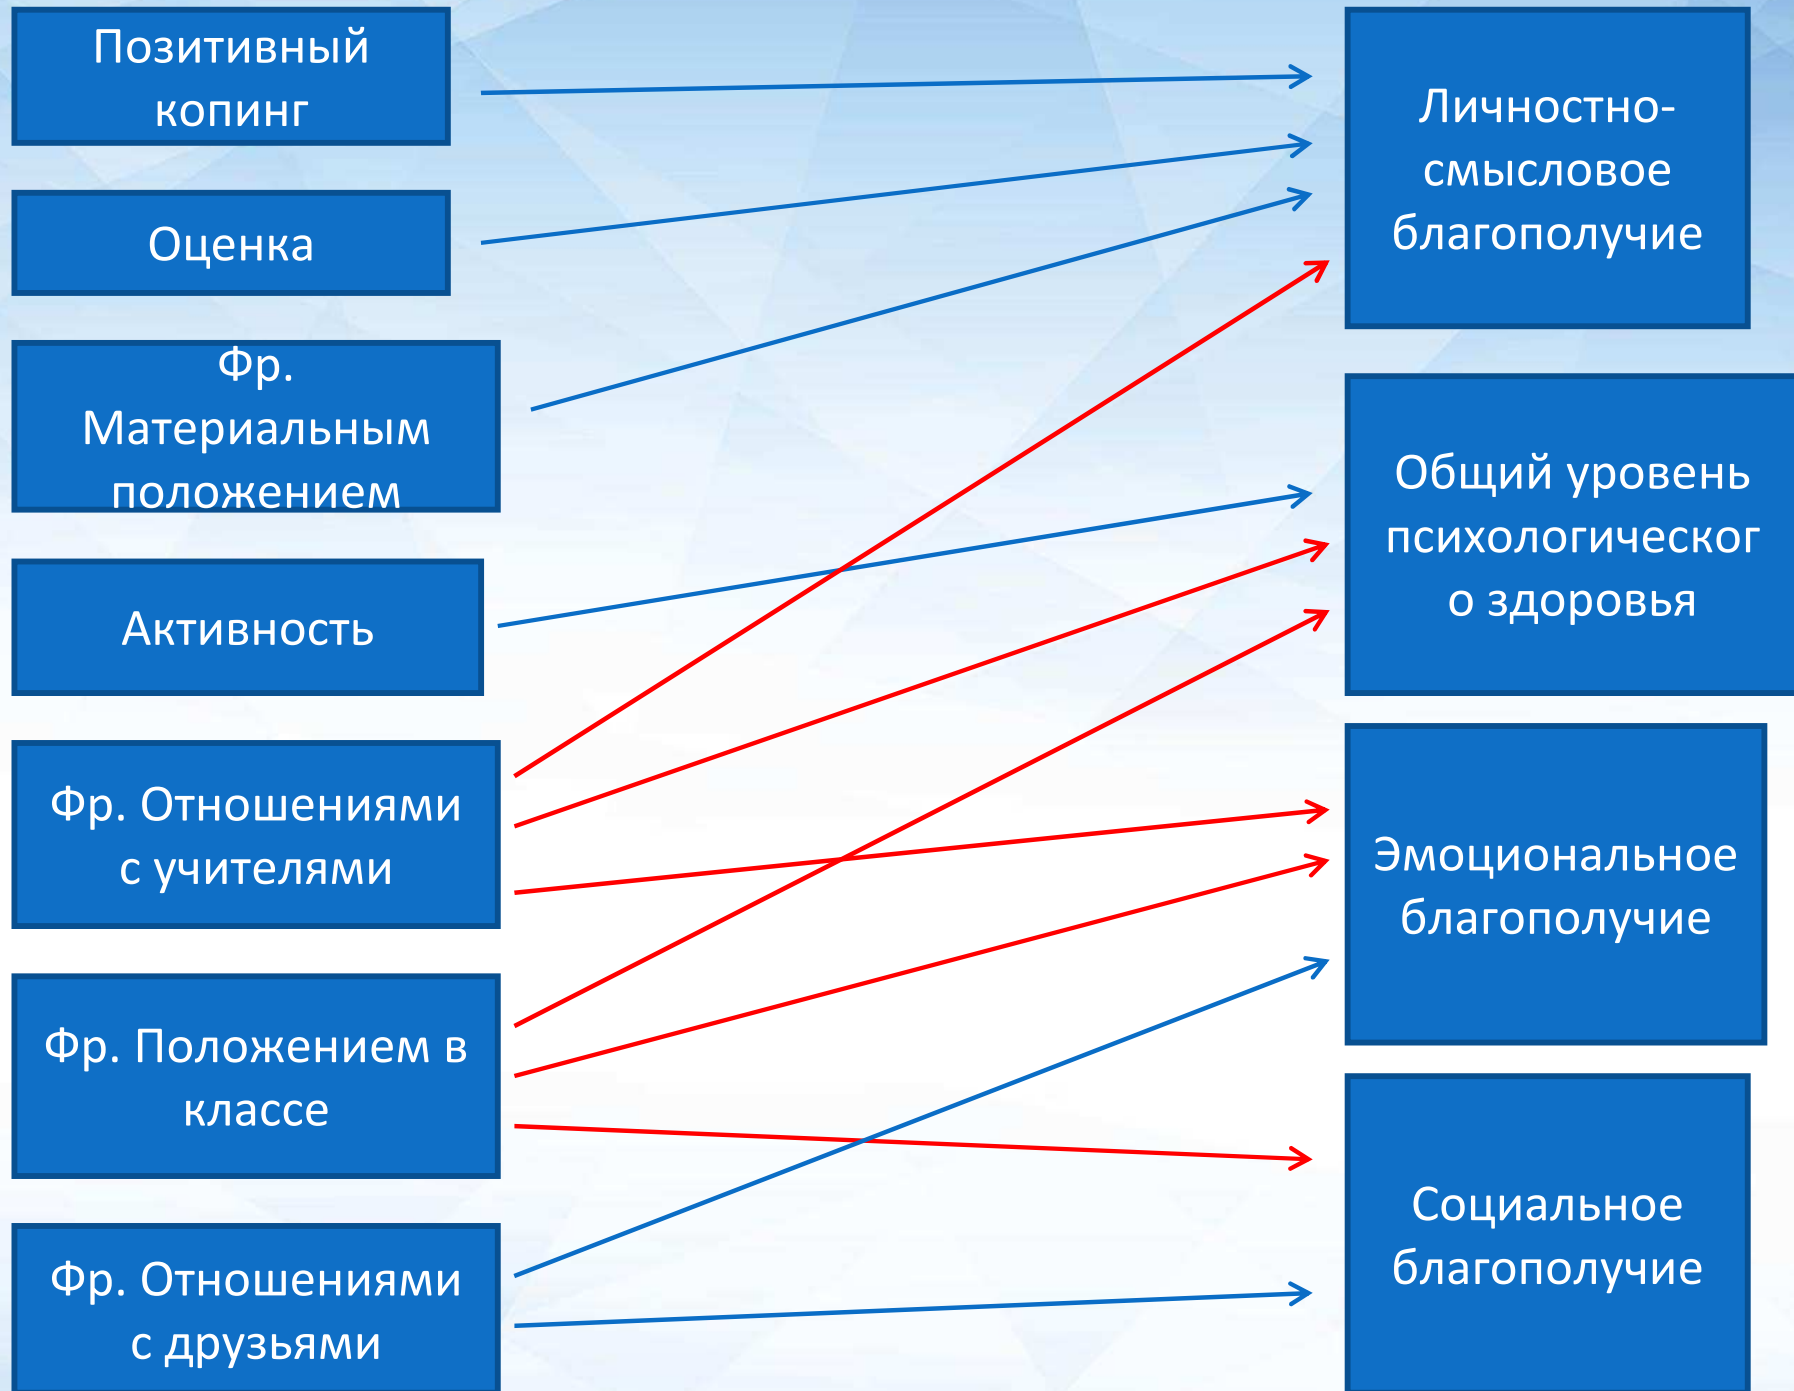 Позитивный
копинг
Оценка
Фр.
Материальным
положением
Активность
Фр. Отношениями
с учителями
Фр. Положением в
классе
Фр. Отношениями
с друзьями
Личностно-
смысловое
благополучие
Общий уровень
психологическог
о здоровья
Эмоциональное
благополучие
Социальное
благополучие